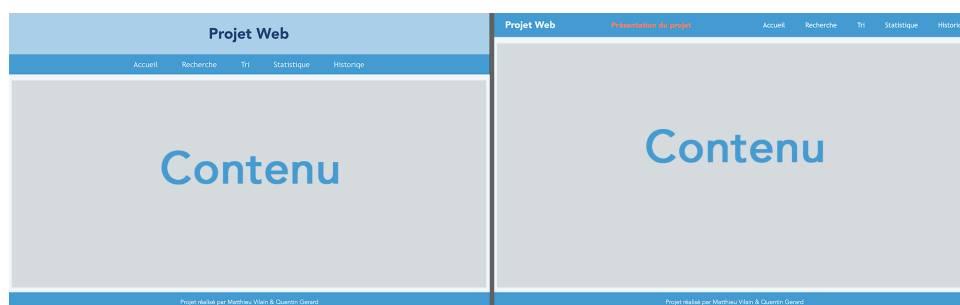 Projet Web
Accueil Recherche Tri Statistique Historiqe
Contenu
Projet réalisé par Matthieu Vilain & Quentin Gerard
Projet Web Présentation du projet Accueil Recherche Tri Statistique Historiq
Contenu
Projet réalisé par Matthieu Vilain & Quentin Gerard